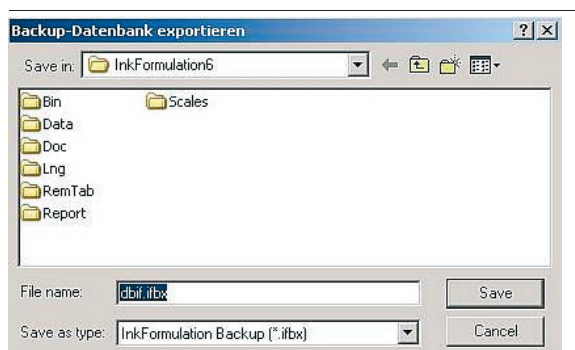 Backup-Datenbank exportieren
Save in: InkFormulation6
Bin Scales
Data
Doc
Lng
RemTab
Report
File name: dbif.ifbx Save
Save as type: InkFormulation Backup (*.ifbx) Cancel